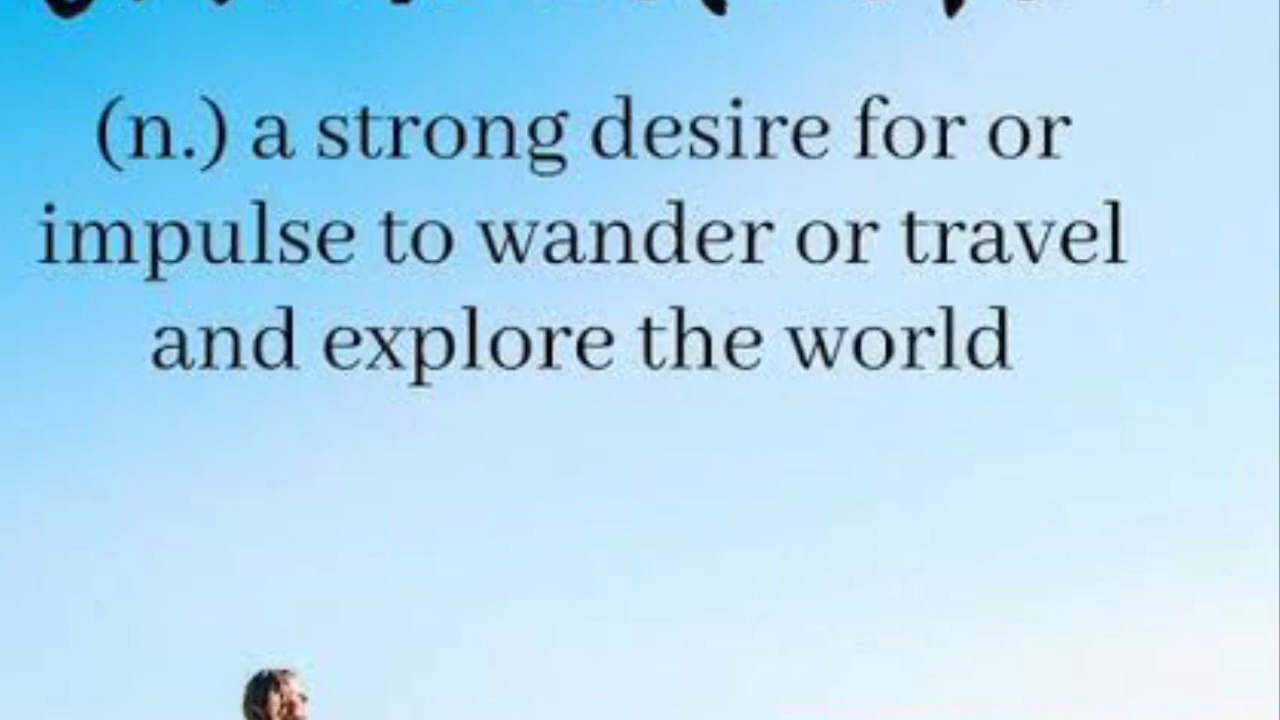 (n.) a strong desire for or
impulse to wander or travel
and explore the world